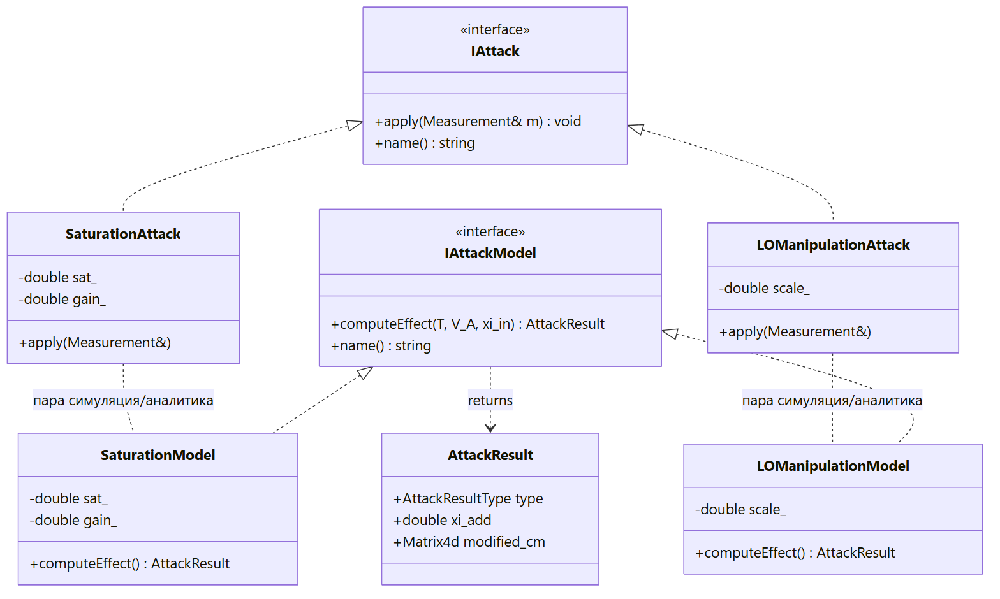 «interface»
IAttack
+apply(Measurement& m) : void
+name() : string
SaturationAttack
-double sat_
-double gain_
+apply(Measurement&)
«interface»
IAttackModel
+computeEffect(T, V_A, xi_in) : AttackResult
+name() : string
LOManipulationAttack
-double scale_
+apply(Measurement&)
пара симуляция/аналитика
returns
пара симуляция/аналитика
SaturationModel
-double sat_
-double gain_
+computeEffect() : AttackResult
AttackResult
+AttackResultType type
+double xi_add
+Matrix4d modified_cm
LOManipulationModel
-double scale_
+computeEffect() : AttackResult